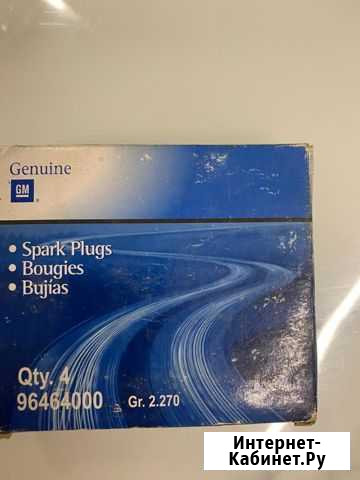 Genuine
GM
• Spark Plugs
• Bougies
• Bujías
Qty. 4
96464000 Gr. 2.270
Интернет-
Кабинет.Ру